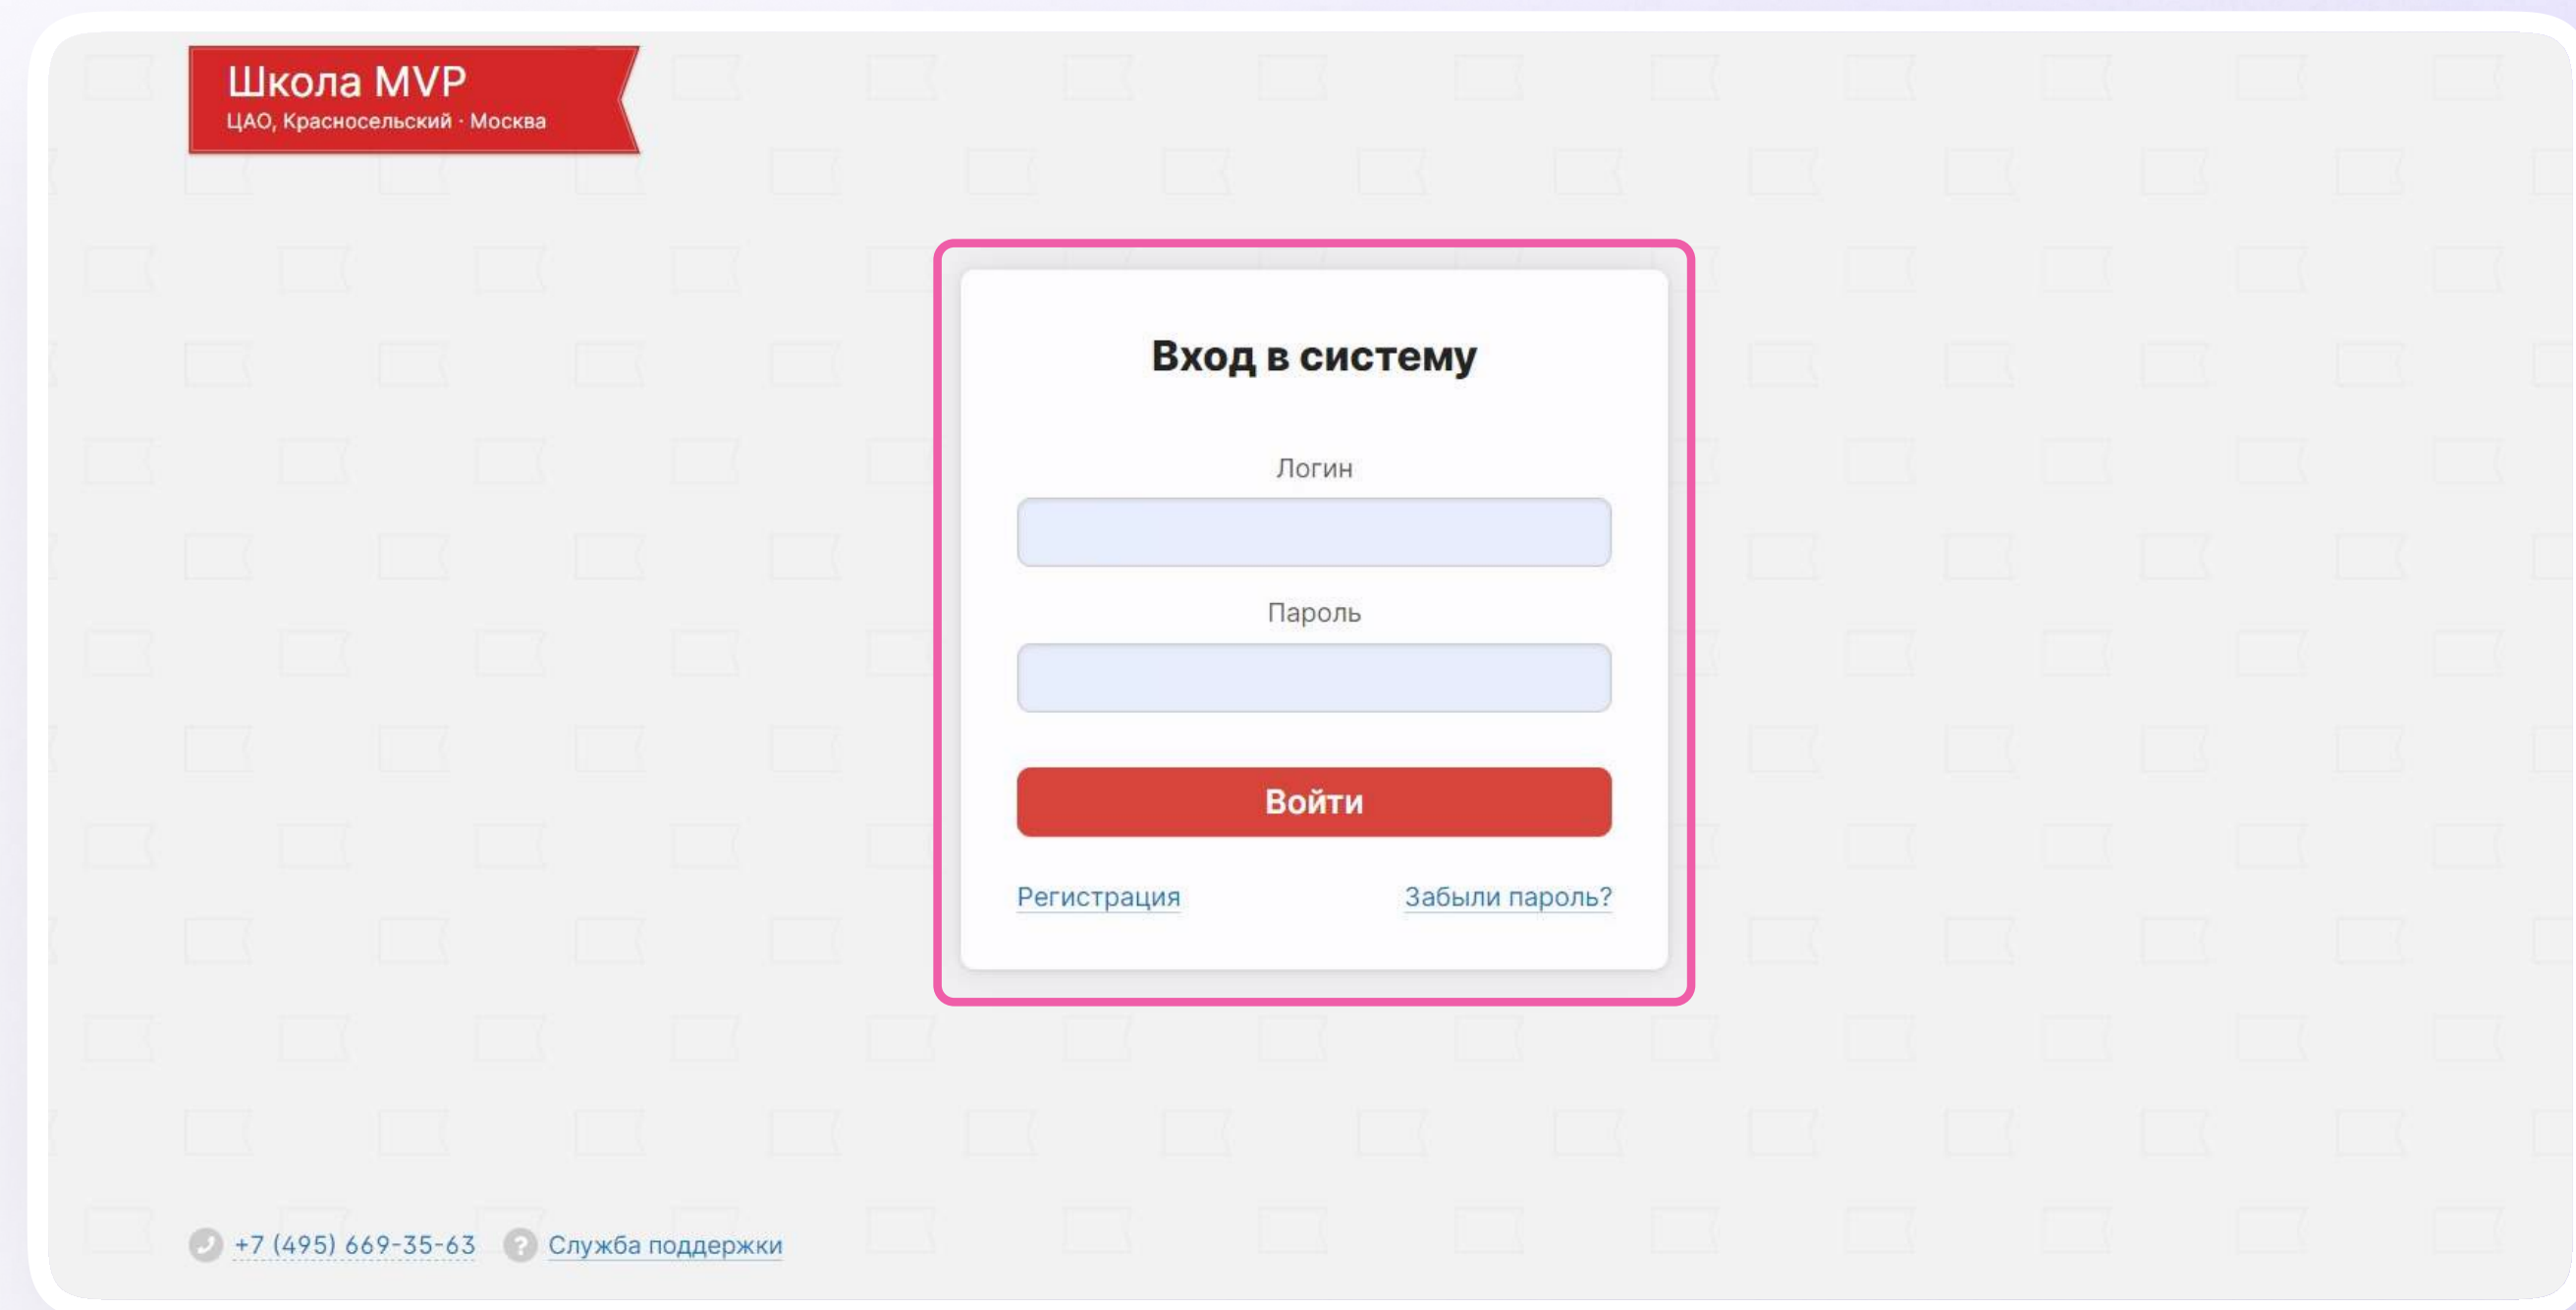 Школа MVP
ЦАО, Красносельский · Москва
Вход в систему
Логин
Пароль
Войти
Регистрация Забыли пароль?
+7 (495) 669-35-63 ? Служба поддержки